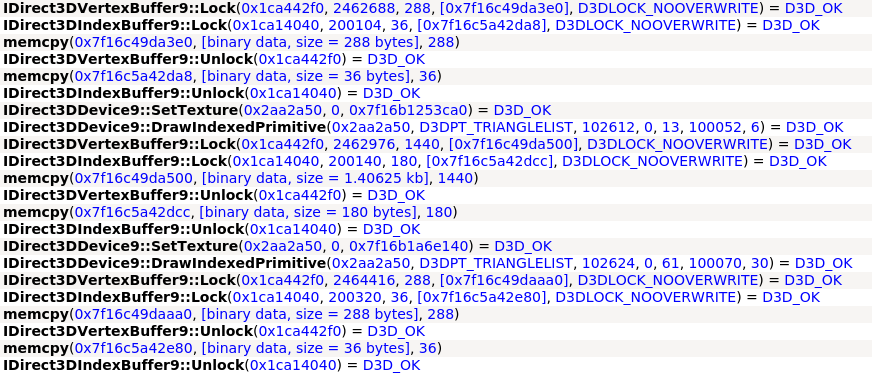 IDirect3DVertexBuffer9::Lock(0x1ca442f0, 2462688, 288, [0x7f16c49da3e0], D3DLOCK_NOOVERWRITE) = D3D_OK
IDirect3DIndexBuffer9::Lock(0x1ca14040, 200104, 36, [0x7f16c5a42da8], D3DLOCK_NOOVERWRITE) = D3D_OK
memcpy(0x7f16c49da3e0, [binary data, size = 288 bytes], 288)
IDirect3DVertexBuffer9::Unlock(0x1ca442f0) = D3D_OK
memcpy(0x7f16c5a42da8, [binary data, size = 36 bytes], 36)
IDirect3DIndexBuffer9::Unlock(0x1ca14040) = D3D_OK
IDirect3DDevice9::SetTexture(0x2aa2a50, 0, 0x7f16b1253ca0) = D3D_OK
IDirect3DDevice9::DrawIndexedPrimitive(0x2aa2a50, D3DPT_TRIANGLELIST, 102612, 0, 13, 100052, 6) = D3D_OK
IDirect3DVertexBuffer9::Lock(0x1ca442f0, 2462976, 1440, [0x7f16c49da500], D3DLOCK_NOOVERWRITE) = D3D_OK
IDirect3DIndexBuffer9::Lock(0x1ca14040, 200140, 180, [0x7f16c5a42dcc], D3DLOCK_NOOVERWRITE) = D3D_OK
memcpy(0x7f16c49da500, [binary data, size = 1.40625 kb], 1440)
IDirect3DVertexBuffer9::Unlock(0x1ca442f0) = D3D_OK
memcpy(0x7f16c5a42dcc, [binary data, size = 180 bytes], 180)
IDirect3DIndexBuffer9::Unlock(0x1ca14040) = D3D_OK
IDirect3DDevice9::SetTexture(0x2aa2a50, 0, 0x7f16b1a6e140) = D3D_OK
IDirect3DDevice9::DrawIndexedPrimitive(0x2aa2a50, D3DPT_TRIANGLELIST, 102624, 0, 61, 100070, 30) = D3D_OK
IDirect3DVertexBuffer9::Lock(0x1ca442f0, 2464416, 288, [0x7f16c49daaa0], D3DLOCK_NOOVERWRITE) = D3D_OK
IDirect3DIndexBuffer9::Lock(0x1ca14040, 200320, 36, [0x7f16c5a42e80], D3DLOCK_NOOVERWRITE) = D3D_OK
memcpy(0x7f16c49daaa0, [binary data, size = 288 bytes], 288)
IDirect3DVertexBuffer9::Unlock(0x1ca442f0) = D3D_OK
memcpy(0x7f16c5a42e80, [binary data, size = 36 bytes], 36)
IDirect3DIndexBuffer9::Unlock(0x1ca14040) = D3D_OK